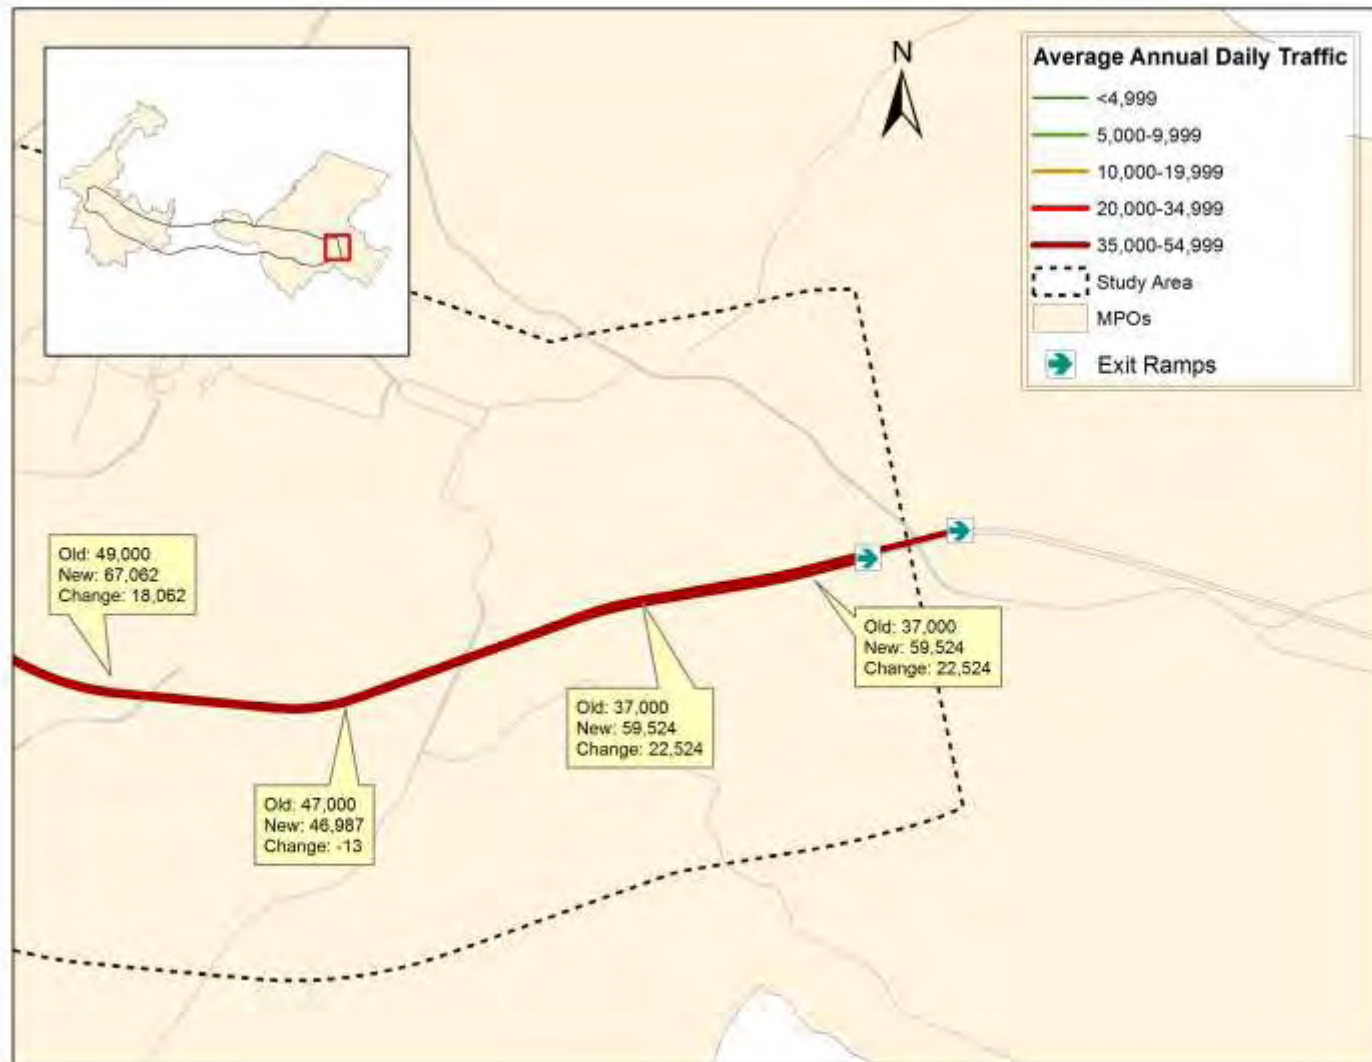 N
Average Annual Daily Traffic
<4,999
5,000-9,999
10,000-19,999
20,000-34,999
35,000-54,999
Study Area
MPOs
Exit Ramps
Old: 49,000
New: 67,062
Change: 18,062
Old: 47,000
New: 46,987
Change: -13
Old: 37,000
New: 59,524
Change: 22,524
Old: 37,000
New: 59,524
Change: 22,524